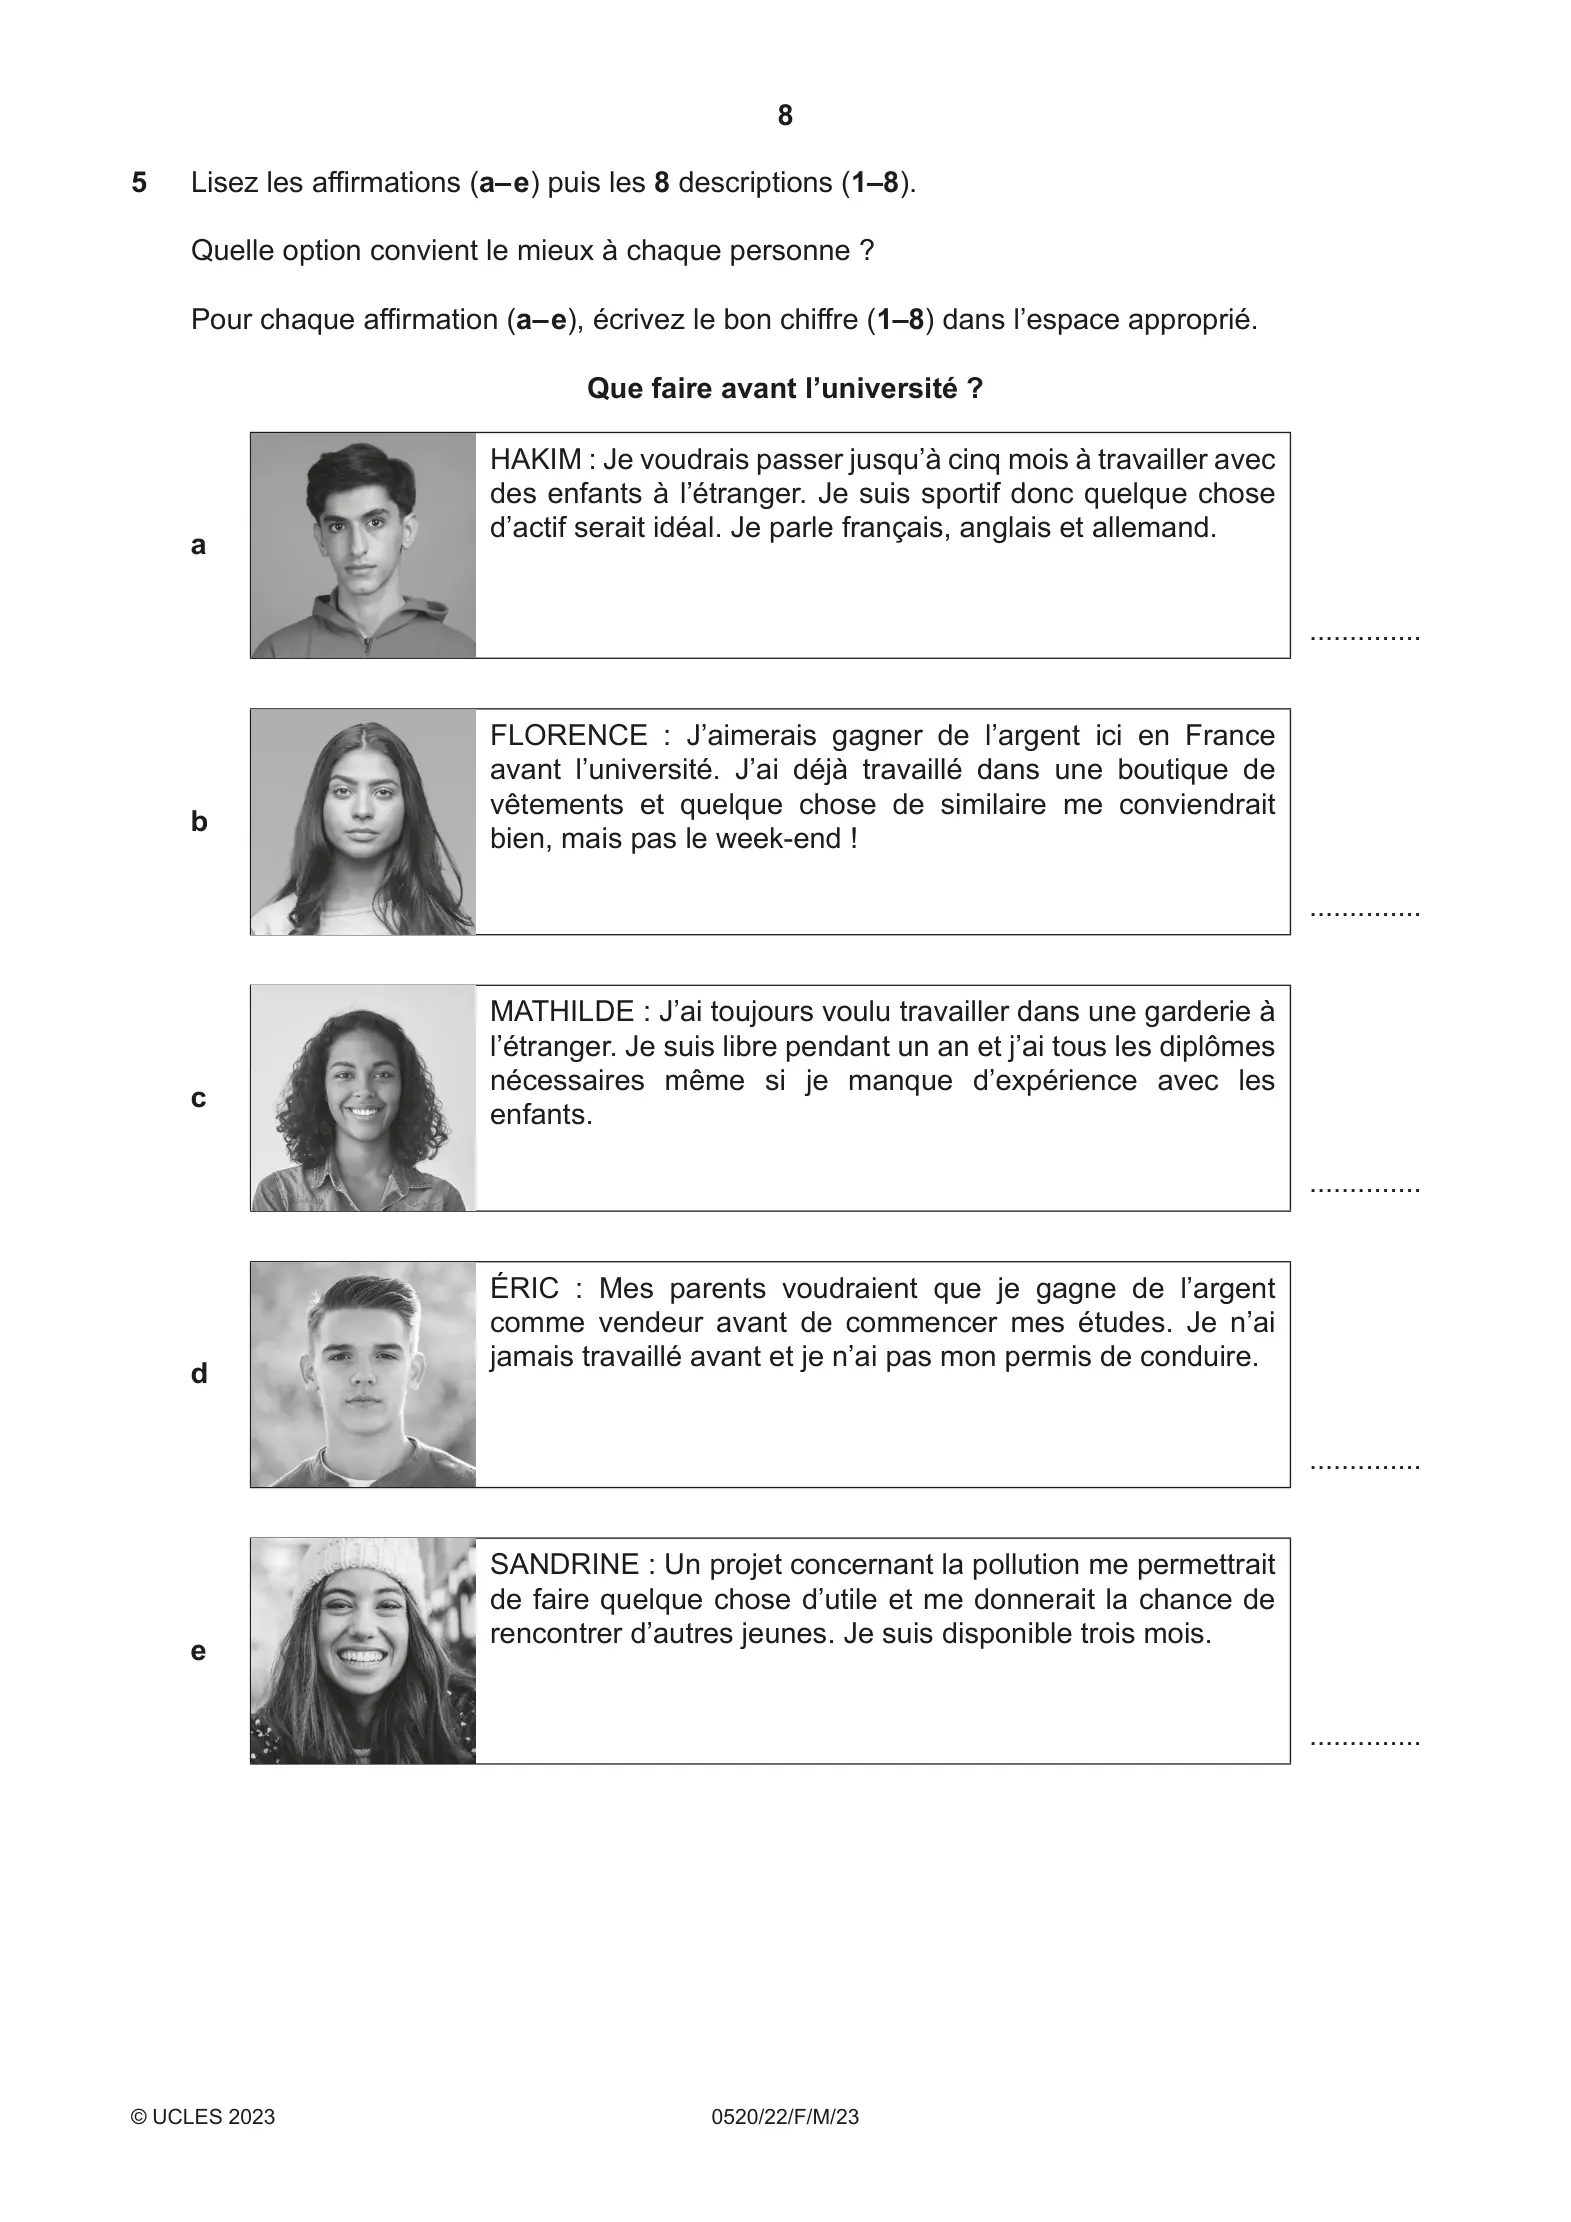 8
5 Lisez les affirmations (a–e) puis les 8 descriptions (1–8).
Quelle option convient le mieux à chaque personne ?
Pour chaque affirmation (a–e), écrivez le bon chiffre (1–8) dans l’espace approprié.
Que faire avant l’université ?
a
HAKIM : Je voudrais passer jusqu’à cinq mois à travailler avec
des enfants à l’étranger. Je suis sportif donc quelque chose
d’actif serait idéal. Je parle français, anglais et allemand.
..............
b
FLORENCE : J’aimerais gagner de l’argent ici en France
avant l’université. J’ai déjà travaillé dans une boutique de
vêtements et quelque chose de similaire me conviendrait
bien, mais pas le week-end !
..............
c
MATHILDE : J’ai toujours voulu travailler dans une garderie à
l’étranger. Je suis libre pendant un an et j’ai tous les diplômes
nécessaires même si je manque d’expérience avec les
enfants.
..............
d
ÉRIC : Mes parents voudraient que je gagne de l’argent
comme vendeur avant de commencer mes études. Je n’ai
jamais travaillé avant et je n’ai pas mon permis de conduire.
..............
e
SANDRINE : Un projet concernant la pollution me permettrait
de faire quelque chose d’utile et me donnerait la chance de
rencontrer d’autres jeunes. Je suis disponible trois mois.
..............
© UCLES 2023 0520/22/F/M/23